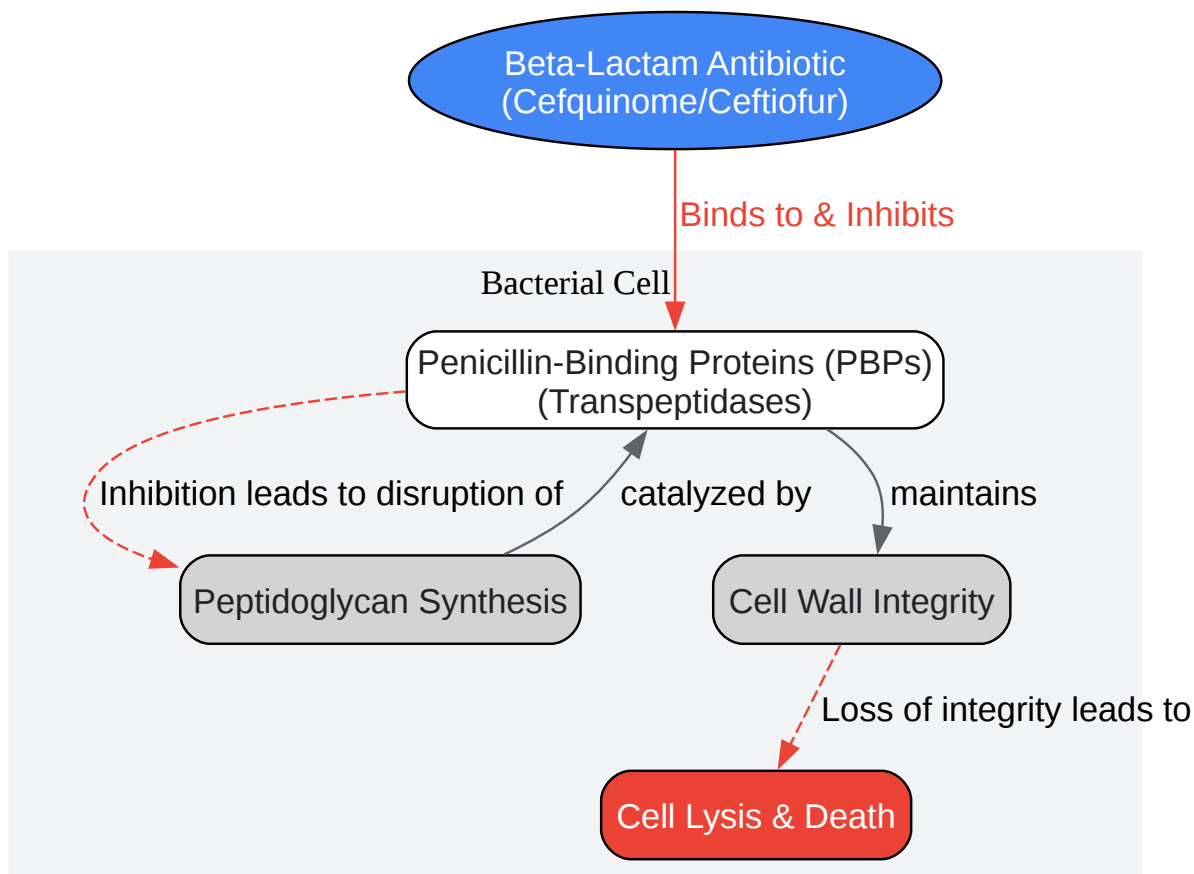 Beta-Lactam Antibiotic
(Cefquinome/Ceftiofur)
Binds to & Inhibits
Bacterial Cell
Penicillin-Binding Proteins (PBPs)
(Transpeptidases)
Inhibition leads to disruption of
catalyzed by
maintains
Peptidoglycan Synthesis
Cell Wall Integrity
Loss of integrity leads to
Cell Lysis & Death